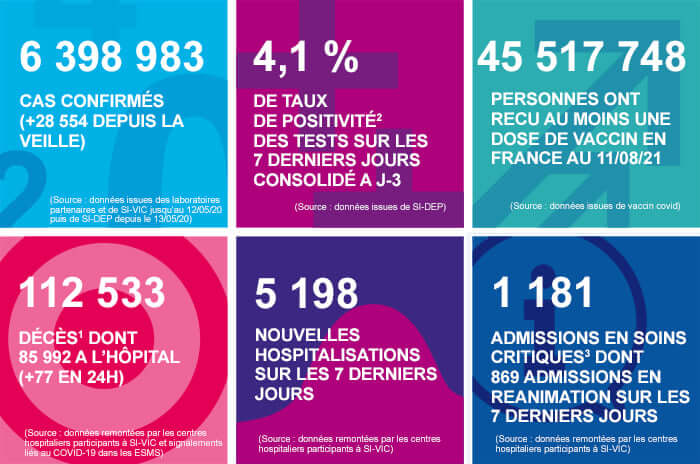 6 398 983
CAS CONFIRMÉS
(+28 554 DEPUIS LA
VEILLE)
(Source : données issues des laboratoires
partenaires et de SI-VIC jusqu'au 12/05/20
puis de SI-DEP depuis le 13/05/20)
4,1 %
DE TAUX
DE POSITIVITÉ²
DES TESTS SUR LES
7 DERNIERS JOURS
CONSOLIDÉ A J-3
(Source : données issues de SI-DEP)
45 517 748
PERSONNES ONT
RECU AU MOINS UNE
DOSE DE VACCIN EN
FRANCE AU 11/08/21
(Source : données issues de vaccin covid)
112 533
DÉCÈS¹ DONT
85 992 A L'HÔPITAL
(+77 EN 24H)
(Source : données remontées par les centres
hospitaliers participants à SI-VIC et signalements
liés au COVID-19 dans les ESMS)
5 198
NOUVELLES
HOSPITALISATIONS
SUR LES 7 DERNIERS
JOURS
(Source : données remontées par les centres
hospitaliers participants à SI-VIC)
1 181
ADMISSIONS EN SOINS
CRITIQUES³ DONT
869 ADMISSIONS EN
REANIMATION SUR LES
7 DERNIERS JOURS
(Source : données remontées par les centres
hospitaliers participants à SI-VIC)